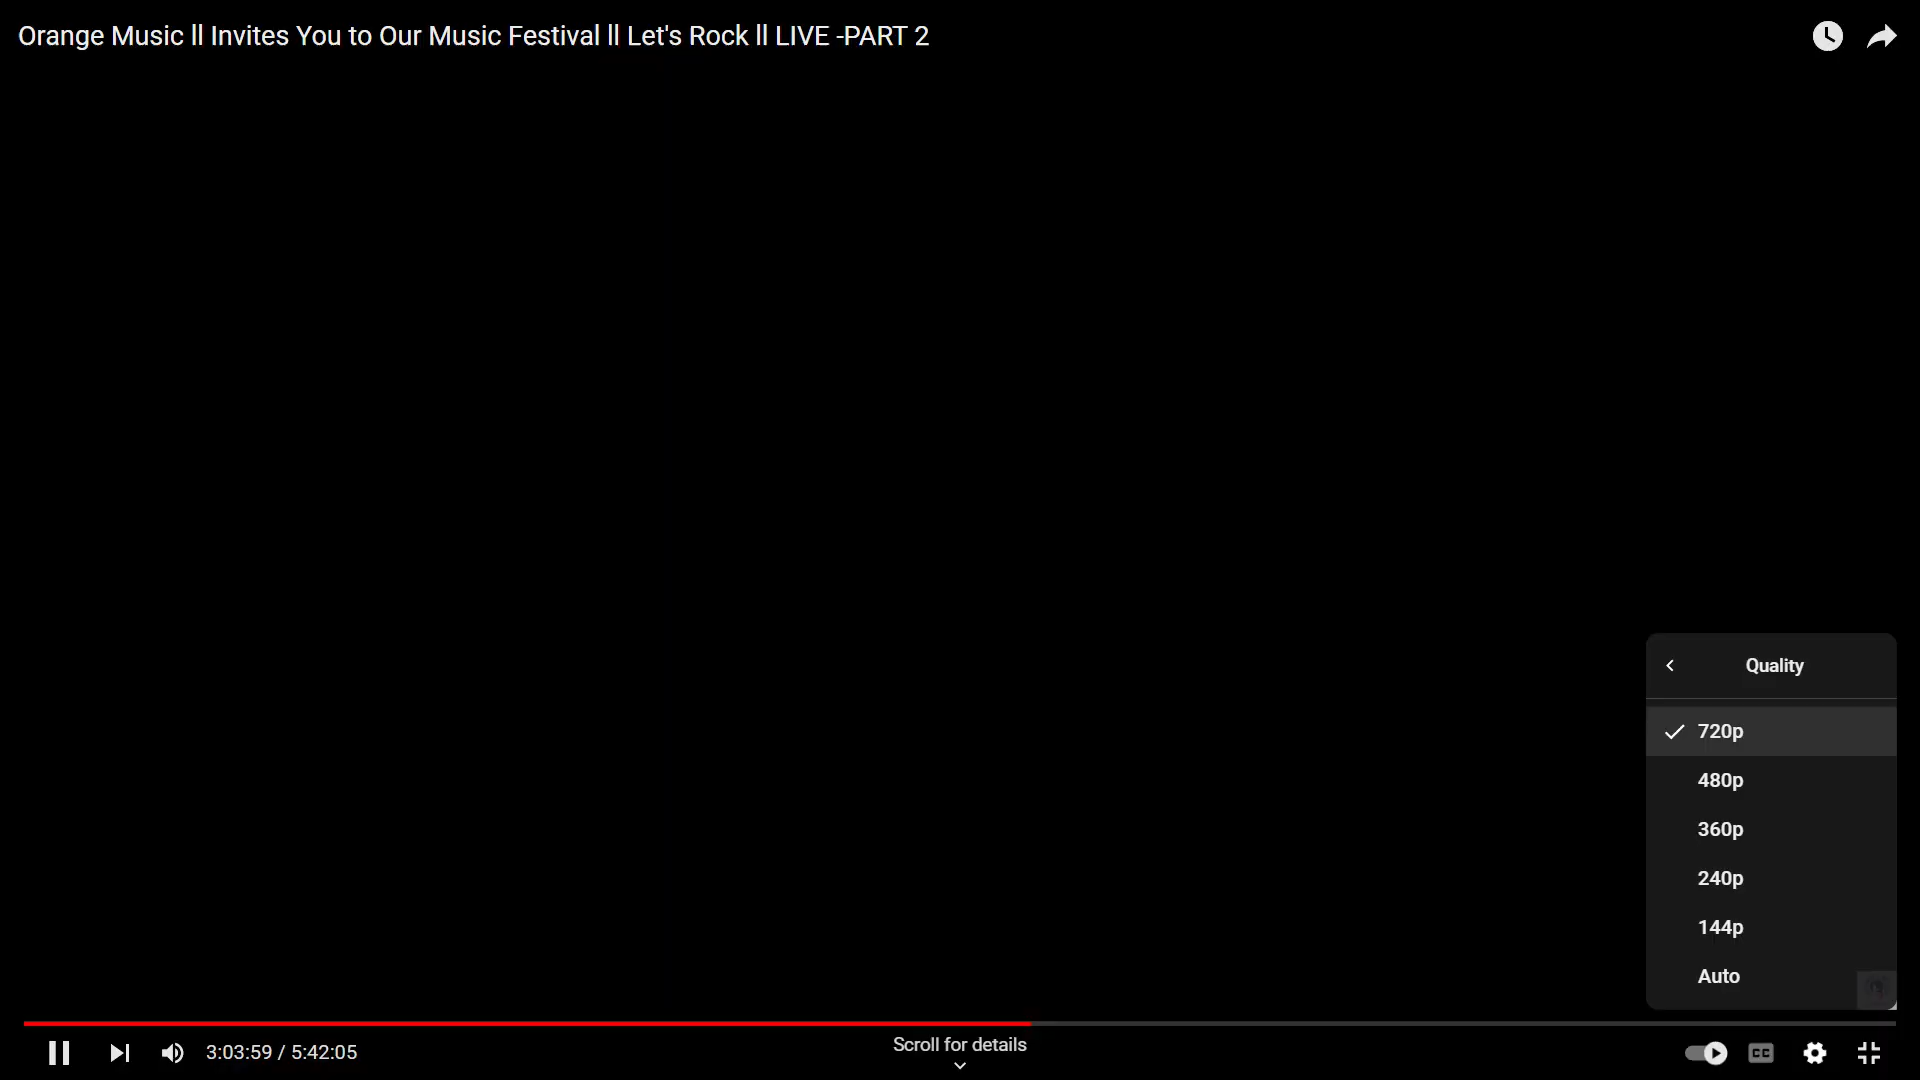 Orange Music ll Invites You to Our Music Festival ll Let's Rock ll LIVE -PART 2
Quality
720p
480p
360p
240p
144p
Auto
3:03:59 / 5:42:05
Scroll for details
CC